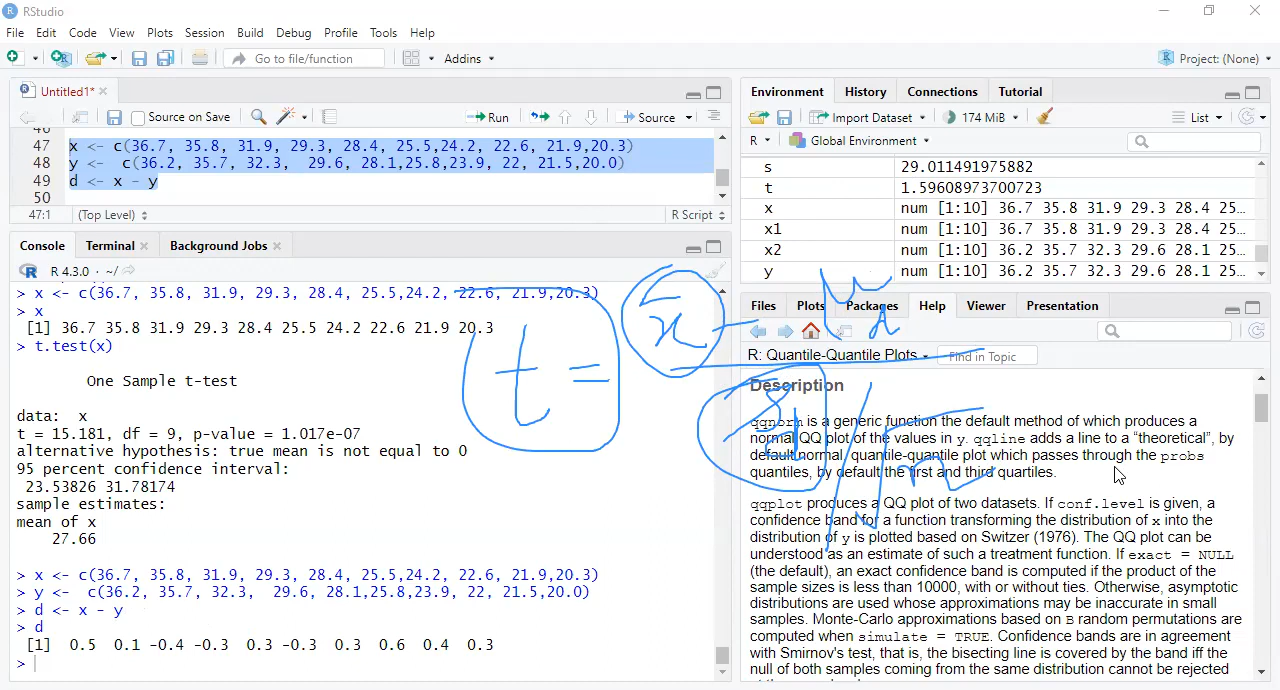 RStudio
File Edit Code View Plots Session Build Debug Profile Tools Help
Go to file/function Addins Project: (None)
Untitled1*
Source on Save Run Source
46
47 x <- c(36.7, 35.8, 31.9, 29.3, 28.4, 25.5,24.2, 22.6, 21.9,20.3)
48 y <- c(36.2, 35.7, 32.3, 29.6, 28.1,25.8,23.9, 22, 21.5,20.0)
49 d <- x - y
50
47:1 (Top Level) R Script
Console Terminal Background Jobs
R 4.3.0 · ~/
> x <- c(36.7, 35.8, 31.9, 29.3, 28.4, 25.5,24.2, 22.6, 21.9,20.3)
> x
[1] 36.7 35.8 31.9 29.3 28.4 25.5 24.2 22.6 21.9 20.3
> t.test(x)
One Sample t-test
data: x
t = 15.181, df = 9, p-value = 1.017e-07
alternative hypothesis: true mean is not equal to 0
95 percent confidence interval:
23.53826 31.78174
sample estimates:
mean of x
27.66
> x <- c(36.7, 35.8, 31.9, 29.3, 28.4, 25.5,24.2, 22.6, 21.9,20.3)
> y <- c(36.2, 35.7, 32.3, 29.6, 28.1,25.8,23.9, 22, 21.5,20.0)
> d <- x - y
> d
[1] 0.5 0.1 -0.4 -0.3 0.3 -0.3 0.3 0.6 0.4 0.3
>
Environment History Connections Tutorial
Import Dataset 174 MiB List
R Global Environment
s 29.011491975882
t 1.59608973700723
x num [1:10] 36.7 35.8 31.9 29.3 28.4 25…
x1 num [1:10] 36.7 35.8 31.9 29.3 28.4 25…
x2 num [1:10] 36.2 35.7 32.3 29.6 28.1 25…
y num [1:10] 36.2 35.7 32.3 29.6 28.1 25…
Files Plots Packages Help Viewer Presentation
R: Quantile-Quantile Plots Find in Topic
Description
qqnorm is a generic function the default method of which produces a
normal QQ plot of the values in y. qqline adds a line to a “theoretical”, by
default normal, quantile-quantile plot which passes through the probs
quantiles, by default the first and third quartiles.
qqplot produces a QQ plot of two datasets. If conf.level is given, a
confidence band for a function transforming the distribution of x into the
distribution of y is plotted based on Switzer (1976). The QQ plot can be
understood as an estimate of such a treatment function. If exact = NULL
(the default), an exact confidence band is computed if the product of the
sample sizes is less than 10000, with or without ties. Otherwise, asymptotic
distributions are used whose approximations may be inaccurate in small
samples. Monte-Carlo approximations based on B random permutations are
computed when simulate = TRUE. Confidence bands are in agreement
with Smirnov's test, that is, the bisecting line is covered by the band iff the
null of both samples coming from the same distribution cannot be rejected
t =